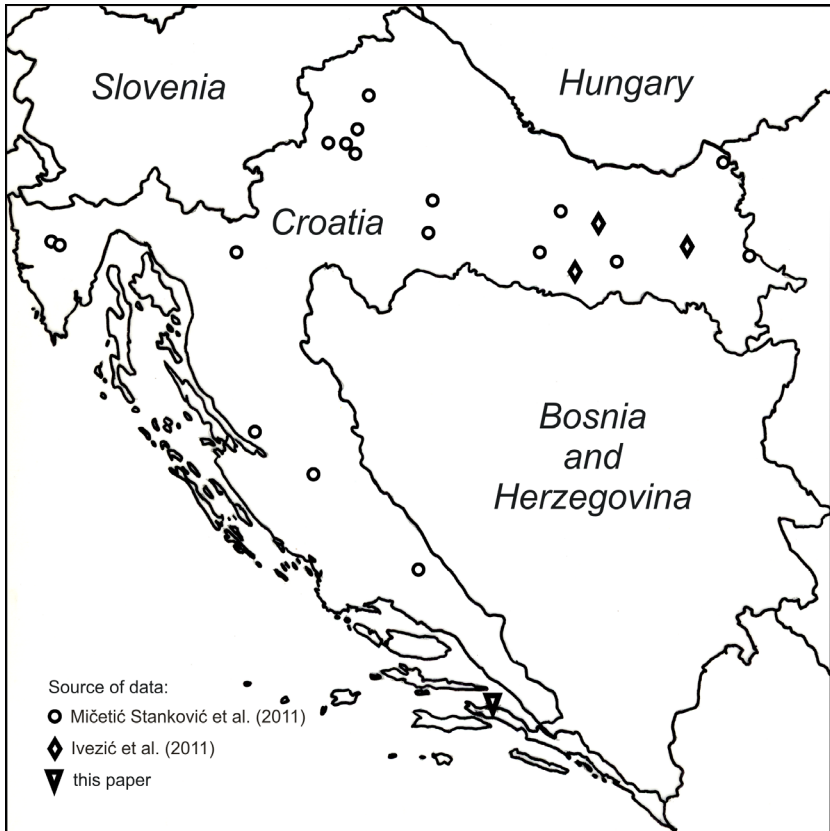 Slovenia
Hungary
Croatia
Bosnia
and
Herzegovina
Source of data:
Mičetić Stanković et al. (2011)
Ivezić et al. (2011)
this paper